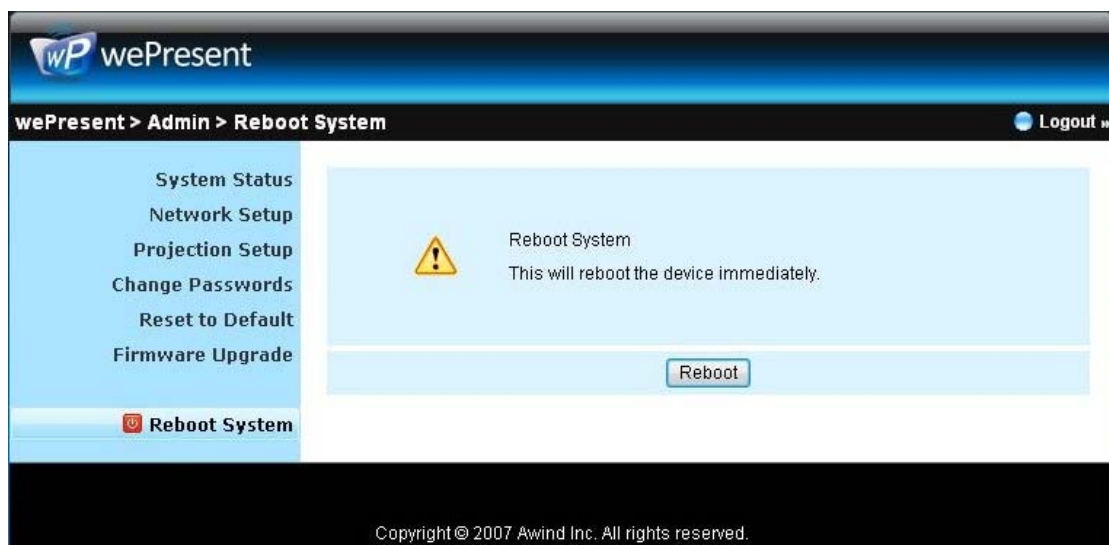 wP wePresent
wePresent > Admin > Reboot System
Logout »
System Status
Network Setup
Projection Setup
Change Passwords
Reset to Default
Firmware Upgrade
Reboot System
Reboot System
This will reboot the device immediately.
Reboot
Copyright © 2007 Awind Inc. All rights reserved.